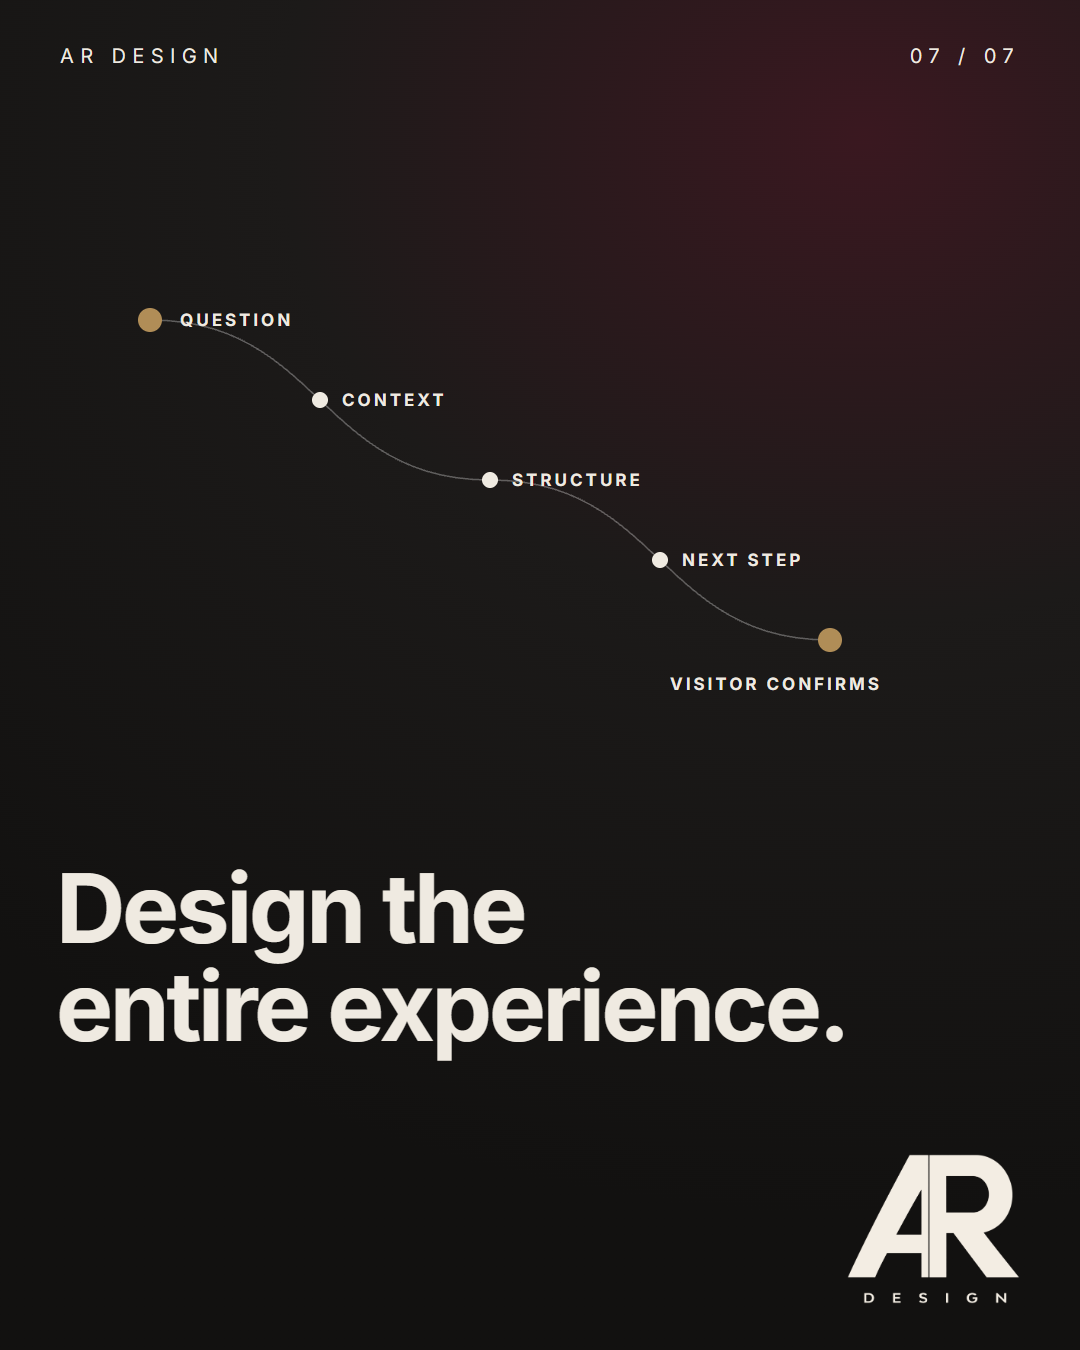 AR DESIGN
07 / 07
QUESTION
CONTEXT
STRUCTURE
NEXT STEP
VISITOR CONFIRMS
Design the
entire experience.
AR
DESIGN